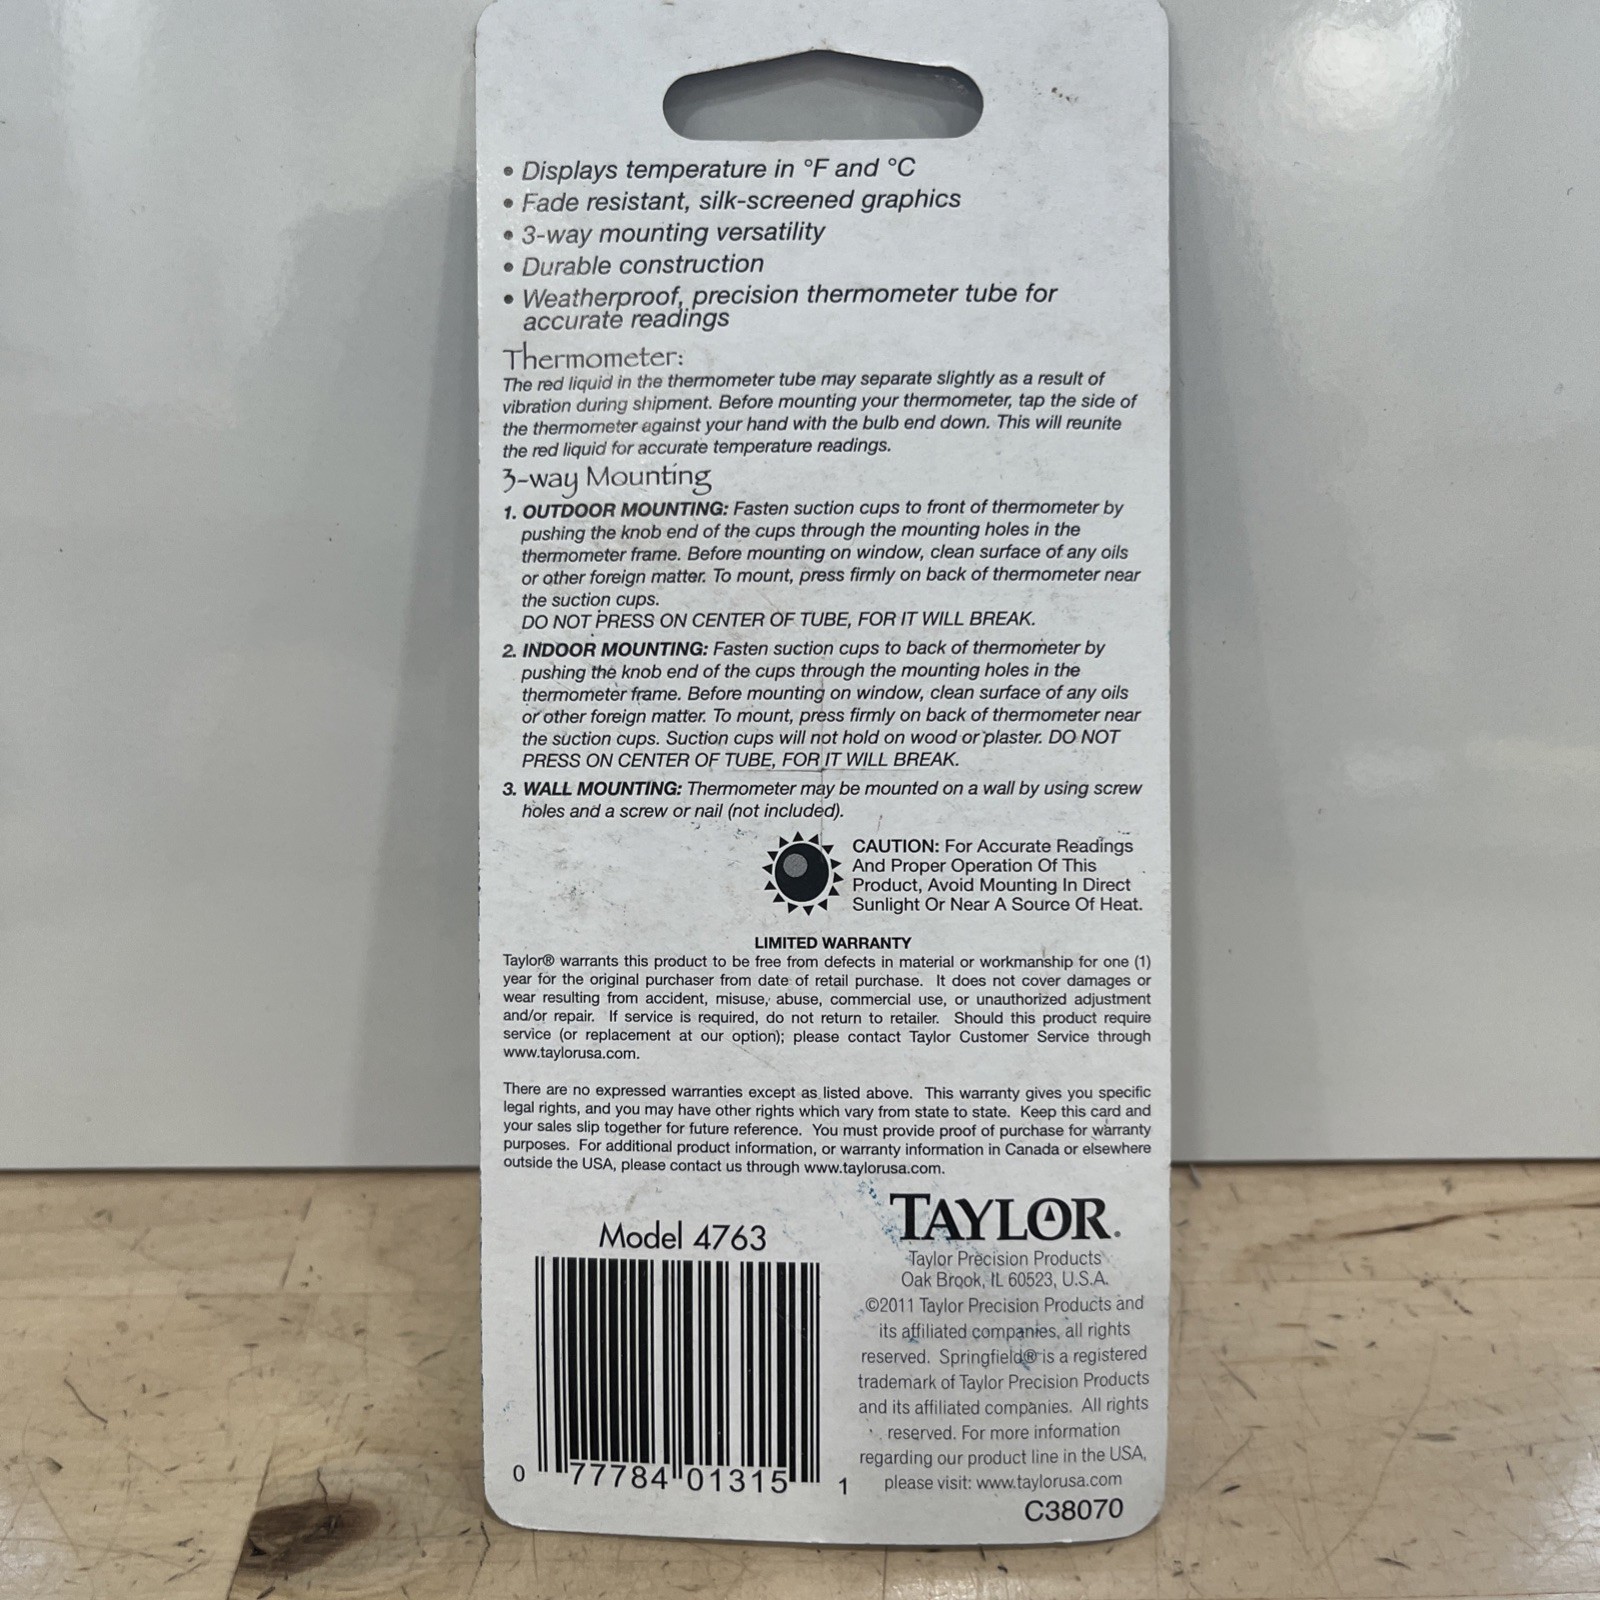 • Displays temperature in °F and °C
• Fade resistant, silk-screened graphics
• 3-way mounting versatility
• Durable construction
• Weatherproof, precision thermometer tube for
accurate readings
Thermometer:
The red liquid in the thermometer tube may separate slightly as a result of
vibration during shipment. Before mounting your thermometer, tap the side of
the thermometer against your hand with the bulb end down. This will reunite
the red liquid for accurate temperature readings.
3-way Mounting
1. OUTDOOR MOUNTING: Fasten suction cups to front of thermometer by
pushing the knob end of the cups through the mounting holes in the
thermometer frame. Before mounting on window, clean surface of any oils
or other foreign matter. To mount, press firmly on back of thermometer near
the suction cups.
DO NOT PRESS ON CENTER OF TUBE, FOR IT WILL BREAK.
2. INDOOR MOUNTING: Fasten suction cups to back of thermometer by
pushing the knob end of the cups through the mounting holes in the
thermometer frame. Before mounting on window, clean surface of any oils
or other foreign matter. To mount, press firmly on back of thermometer near
the suction cups. Suction cups will not hold on wood or plaster. DO NOT
PRESS ON CENTER OF TUBE, FOR IT WILL BREAK.
3. WALL MOUNTING: Thermometer may be mounted on a wall by using screw
holes and a screw or nail (not included).
CAUTION: For Accurate Readings
And Proper Operation Of This
Product, Avoid Mounting In Direct
Sunlight Or Near A Source Of Heat.
LIMITED WARRANTY
Taylor® warrants this product to be free from defects in material or workmanship for one (1)
year for the original purchaser from date of retail purchase. It does not cover damages or
wear resulting from accident, misuse, abuse, commercial use, or unauthorized adjustment
and/or repair. If service is required, do not return to retailer. Should this product require
service (or replacement at our option); please contact Taylor Customer Service through
www.taylorusa.com.
There are no expressed warranties except as listed above. This warranty gives you specific
legal rights, and you may have other rights which vary from state to state. Keep this card and
your sales slip together for future reference. You must provide proof of purchase for warranty
purposes. For additional product information, or warranty information in Canada or elsewhere
outside the USA, please contact us through www.taylorusa.com.
Model 4763
0 77784 01315 1
TAYLOR.
Taylor Precision Products
Oak Brook, IL 60523, U.S.A.
©2011 Taylor Precision Products and
its affiliated companies, all rights
reserved. Springfield® is a registered
trademark of Taylor Precision Products
and its affiliated companies. All rights
reserved. For more information
regarding our product line in the USA,
please visit: www.taylorusa.com
C38070